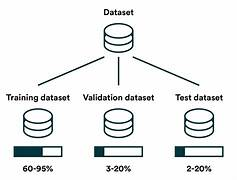 Dataset
Training dataset
Validation dataset
Test dataset
60-95%
3-20%
2-20%